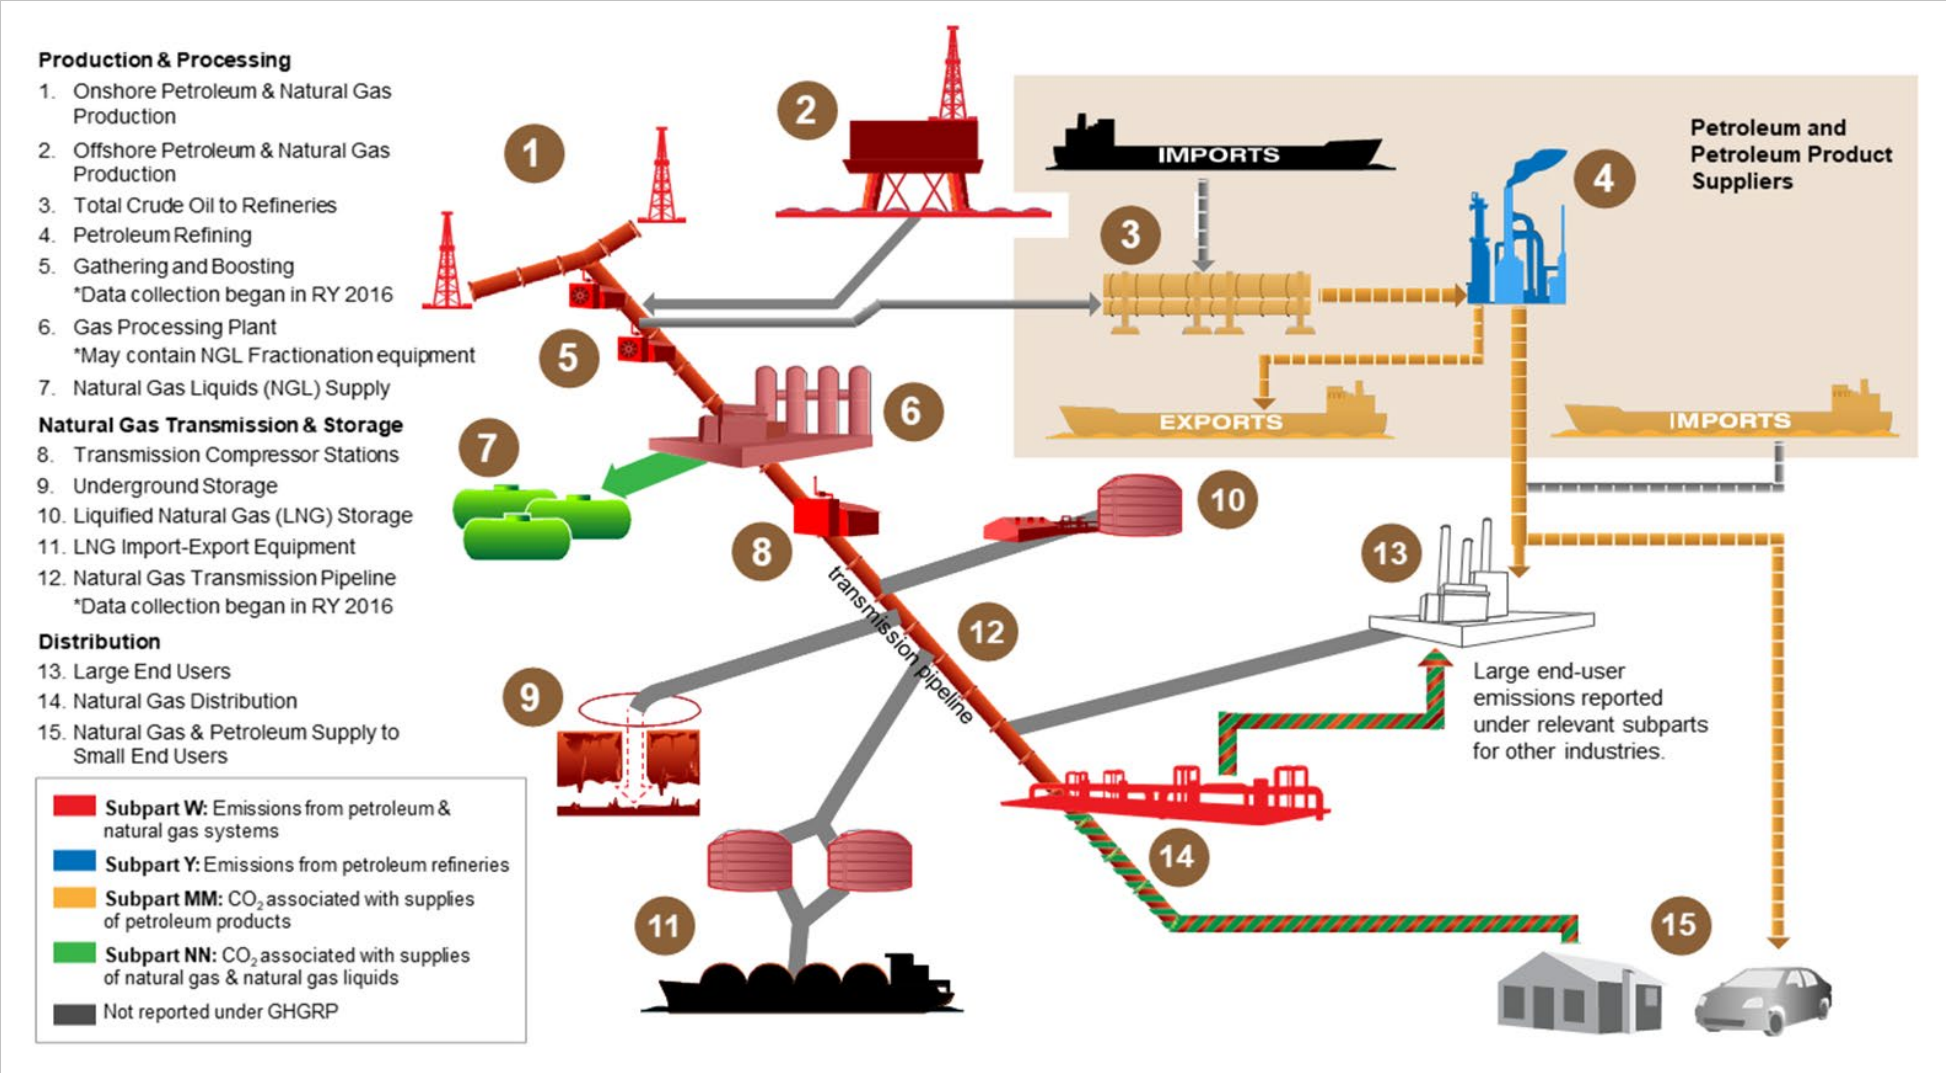 Production & Processing
1. Onshore Petroleum & Natural Gas
Production
2. Offshore Petroleum & Natural Gas
Production
3. Total Crude Oil to Refineries
4. Petroleum Refining
5. Gathering and Boosting
*Data collection began in RY 2016
6. Gas Processing Plant
*May contain NGL Fractionation equipment
7. Natural Gas Liquids (NGL) Supply
Natural Gas Transmission & Storage
8. Transmission Compressor Stations
9. Underground Storage
10. Liquified Natural Gas (LNG) Storage
11. LNG Import-Export Equipment
12. Natural Gas Transmission Pipeline
*Data collection began in RY 2016
Distribution
13. Large End Users
14. Natural Gas Distribution
15. Natural Gas & Petroleum Supply to
Small End Users
Subpart W: Emissions from petroleum &
natural gas systems
Subpart Y: Emissions from petroleum refineries
Subpart MM: CO2 associated with supplies
of petroleum products
Subpart NN: CO2 associated with supplies
of natural gas & natural gas liquids
Not reported under GHGRP
1
2
IMPORTS
Petroleum and
Petroleum Product
Suppliers
4
3
5
6
EXPORTS
IMPORTS
7
8
10
13
transmission pipeline
12
9
Large end-user
emissions reported
under relevant subparts
for other industries.
14
11
15